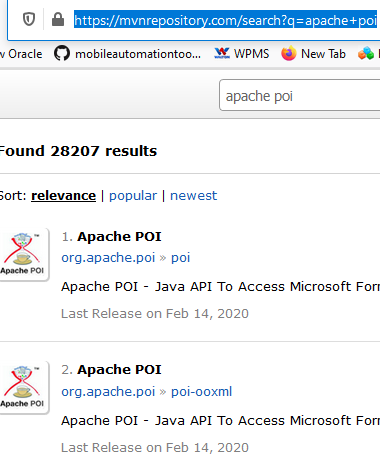 https://mvnrepository.com/search?q=apache+poi
w Oracle mobileautomationtoo... WPMS New Tab
apache poi
Found 28207 results
Sort: relevance | popular | newest
1. Apache POI
org.apache.poi » poi
Apache POI
Apache POI - Java API To Access Microsoft For
Last Release on Feb 14, 2020
2. Apache POI
org.apache.poi » poi-ooxml
Apache POI
Apache POI - Java API To Access Microsoft For
Last Release on Feb 14, 2020